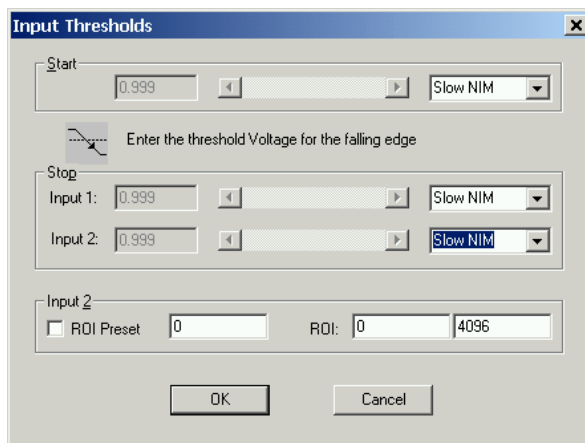 Input Thresholds
Start
0.999 Slow NIM
Enter the threshold Voltage for the falling edge
Stop
Input 1: 0.999 Slow NIM
Input 2: 0.999 Slow NIM
Input 2
ROI Preset 0 ROI: 0 4096
OK Cancel